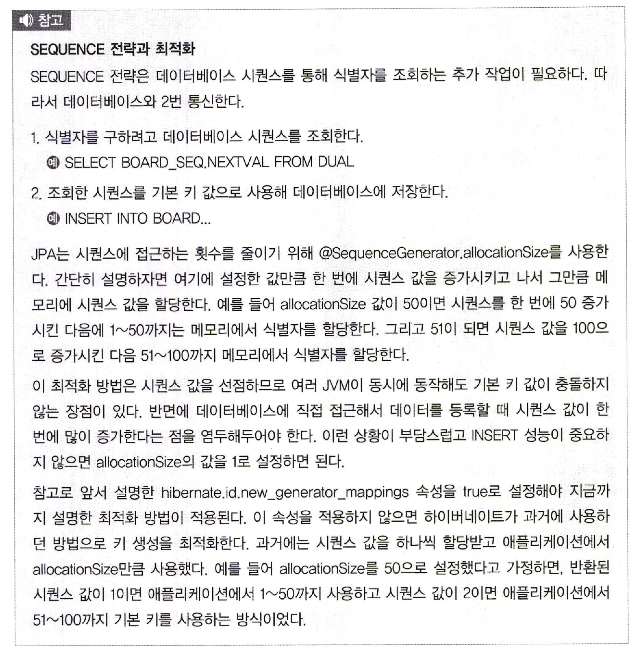 참고
SEQUENCE 전략과 최적화
SEQUENCE 전략은 데이터베이스 시퀀스를 통해 식별자를 조회하는 추가 작업이 필요하다. 따
라서 데이터베이스와 2번 통신한다.
1. 식별자를 구하려고 데이터베이스 시퀀스를 조회한다.
예 SELECT BOARD_SEQ.NEXTVAL FROM DUAL
2. 조회한 시퀀스를 기본 키 값으로 사용해 데이터베이스에 저장한다.
예 INSERT INTO BOARD...
JPA는 시퀀스에 접근하는 횟수를 줄이기 위해 @SequenceGenerator.allocationSize를 사용한
다. 간단히 설명하자면 여기에 설정한 값만큼 한 번에 시퀀스 값을 증가시키고 나서 그만큼 메
모리에 시퀀스 값을 할당한다. 예를 들어 allocationSize 값이 50이면 시퀀스를 한 번에 50 증가
시킨 다음에 1~50까지는 메모리에서 식별자를 할당한다. 그리고 51이 되면 시퀀스 값을 100으
로 증가시킨 다음 51~100까지 메모리에서 식별자를 할당한다.
이 최적화 방법은 시퀀스 값을 선점하므로 여러 JVM이 동시에 동작해도 기본 키 값이 충돌하지
않는 장점이 있다. 반면에 데이터베이스에 직접 접근해서 데이터를 등록할 때 시퀀스 값이 한
번에 많이 증가한다는 점을 염두해두어야 한다. 이런 상황이 부담스럽고 INSERT 성능이 중요하
지 않으면 allocationSize의 값을 1로 설정하면 된다.
참고로 앞서 설명한 hibernate.id.new_generator_mappings 속성을 true로 설정해야 지금까
지 설명한 최적화 방법이 적용된다. 이 속성을 적용하지 않으면 하이버네이트가 과거에 사용하
던 방법으로 키 생성을 최적화한다. 과거에는 시퀀스 값을 하나씩 할당받고 애플리케이션에서
allocationSize만큼 사용했다. 예를 들어 allocationSize를 50으로 설정했다고 가정하면, 반환된
시퀀스 값이 1이면 애플리케이션에서 1~50까지 사용하고 시퀀스 값이 2이면 애플리케이션에서
51~100까지 기본 키를 사용하는 방식이었다.